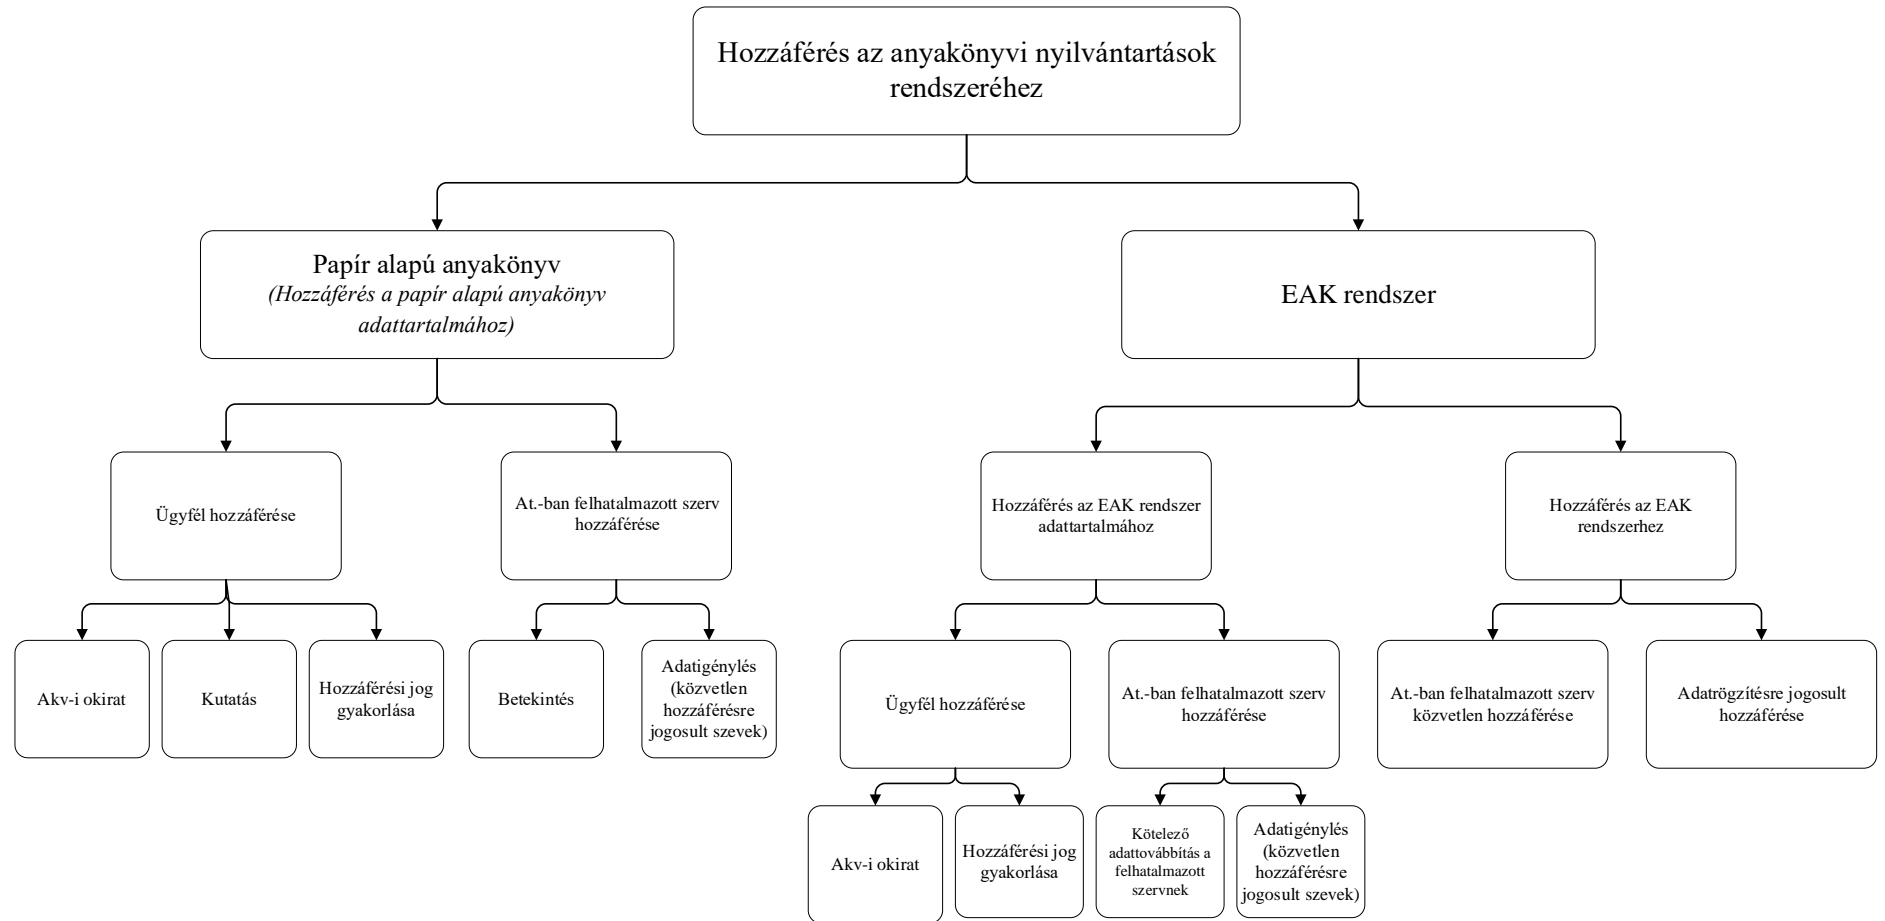 Hozzáférés az anyakönyvi nyilvántartások
rendszeréhez
Papír alapú anyakönyv
(Hozzáférés a papír alapú anyakönyv
adattartalmához)
EAK rendszer
Ügyfél hozzáférése
At.-ban felhatalmazott szerv
hozzáférése
Hozzáférés az EAK rendszer
adattartalmához
Hozzáférés az EAK
rendszerhez
Akv-i okirat
Kutatás
Hozzáférési jog
gyakorlása
Betekintés
Adatigénylés
(közvetlen
hozzáférésre
jogosult szevek)
Ügyfél hozzáférése
At.-ban felhatalmazott szerv
hozzáférése
At.-ban felhatalmazott szerv
közvetlen hozzáférése
Adatrögzítésre jogosult
hozzáférése
Akv-i okirat
Hozzáférési jog
gyakorlása
Kötelező
adattovábbítás a
felhatalmazott
szervnek
Adatigénylés
(közvetlen
hozzáférésre
jogosult szevek)